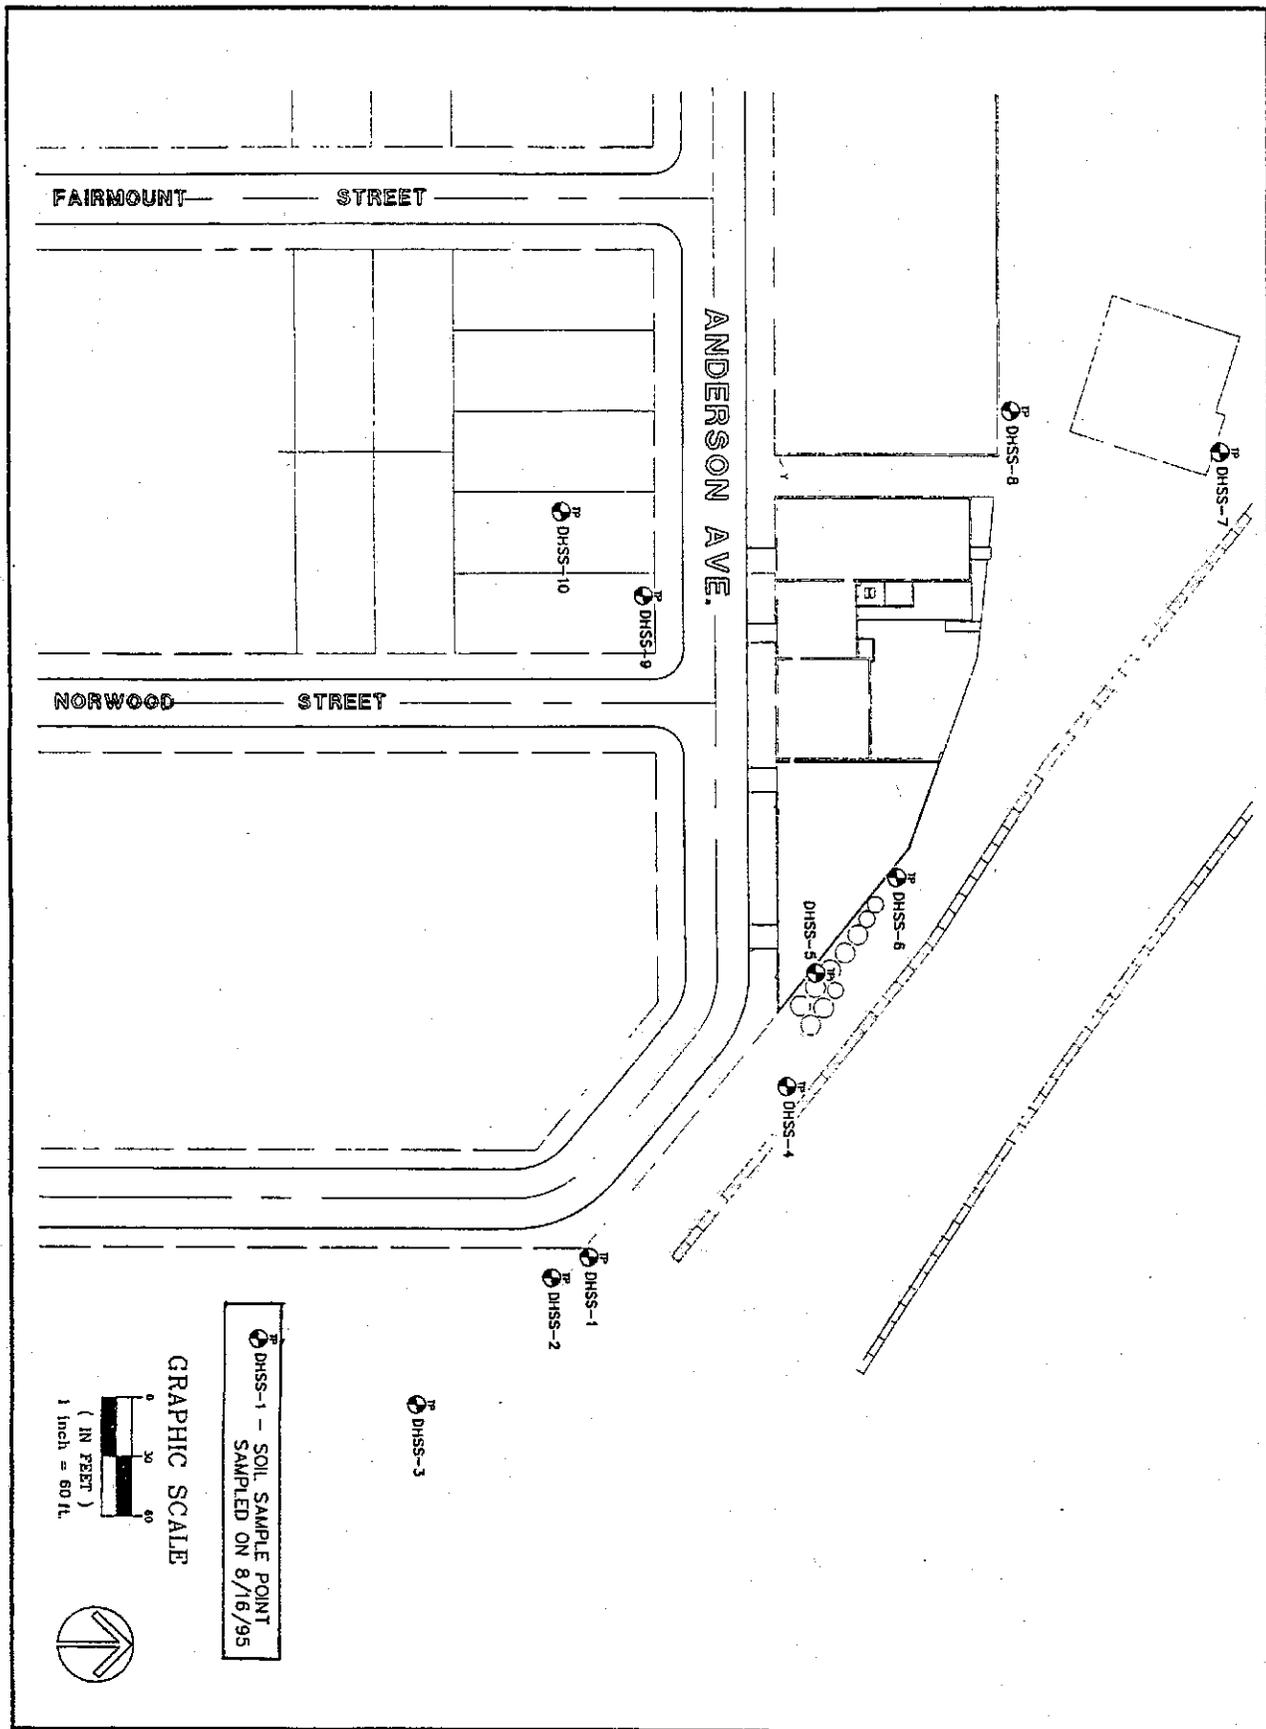 FAIRMOUNT STREET
ANDERSON AVE.
NORWOOD STREET
TP DHSS-8
TP DHSS-7
Y
TP DHSS-10
TP DHSS-9
TP DHSS-6
DHSS-5 TP
TP DHSS-4
TP DHSS-1
TP DHSS-2
TP DHSS-3
TP DHSS-1 - SOIL SAMPLE POINT
SAMPLED ON 8/16/95
GRAPHIC SCALE
0 30 60
( IN FEET )
1 inch = 60 ft.